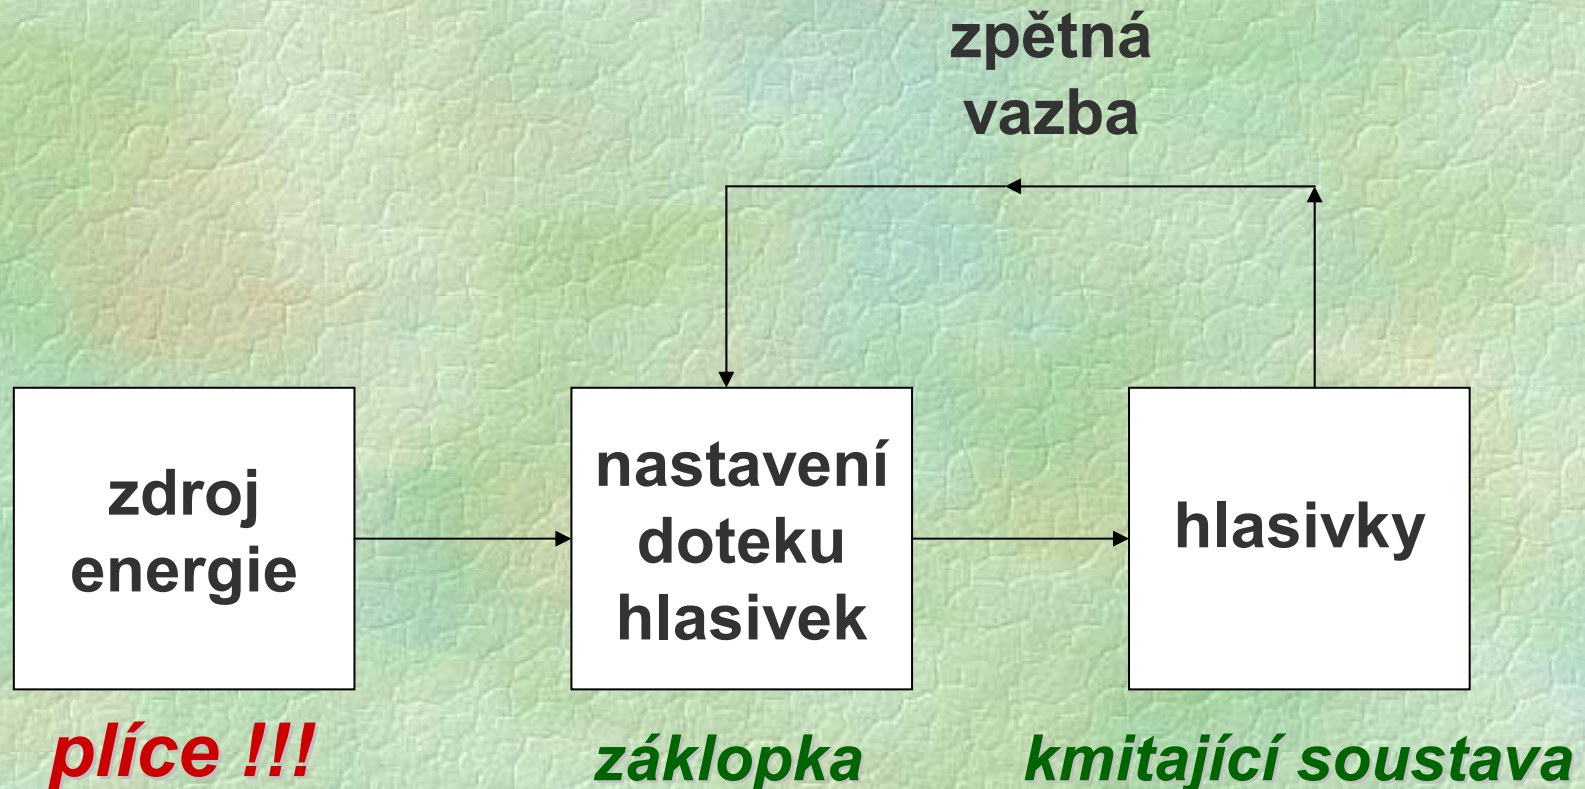 zpětná
vazba
zdroj
energie
nastavení
doteku
hlasivek
hlasivky
plíce !!!
záklopka
kmitající soustava